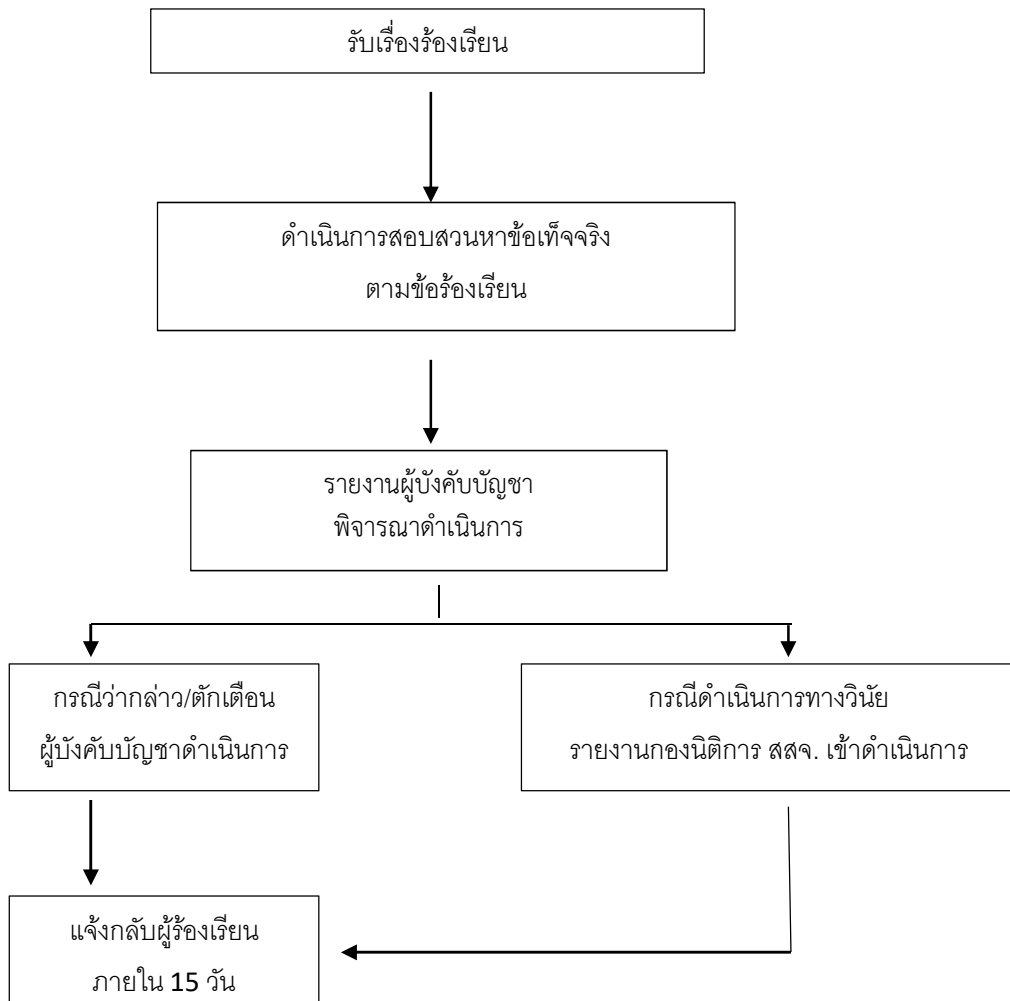 รับเรื่องร้องเรียน
ดำเนินการสอบสวนหาข้อเท็จจริง
ตามข้อร้องเรียน
รายงานผู้บังคับบัญชา
พิจารณาดำเนินการ
กรณีว่ากล่าว/ตักเตือน
ผู้บังคับบัญชาดำเนินการ
กรณีดำเนินการทางวินัย
รายงานกองนิติการ สสจ. เข้าดำเนินการ
แจ้งกลับผู้ร้องเรียน
ภายใน 15 วัน